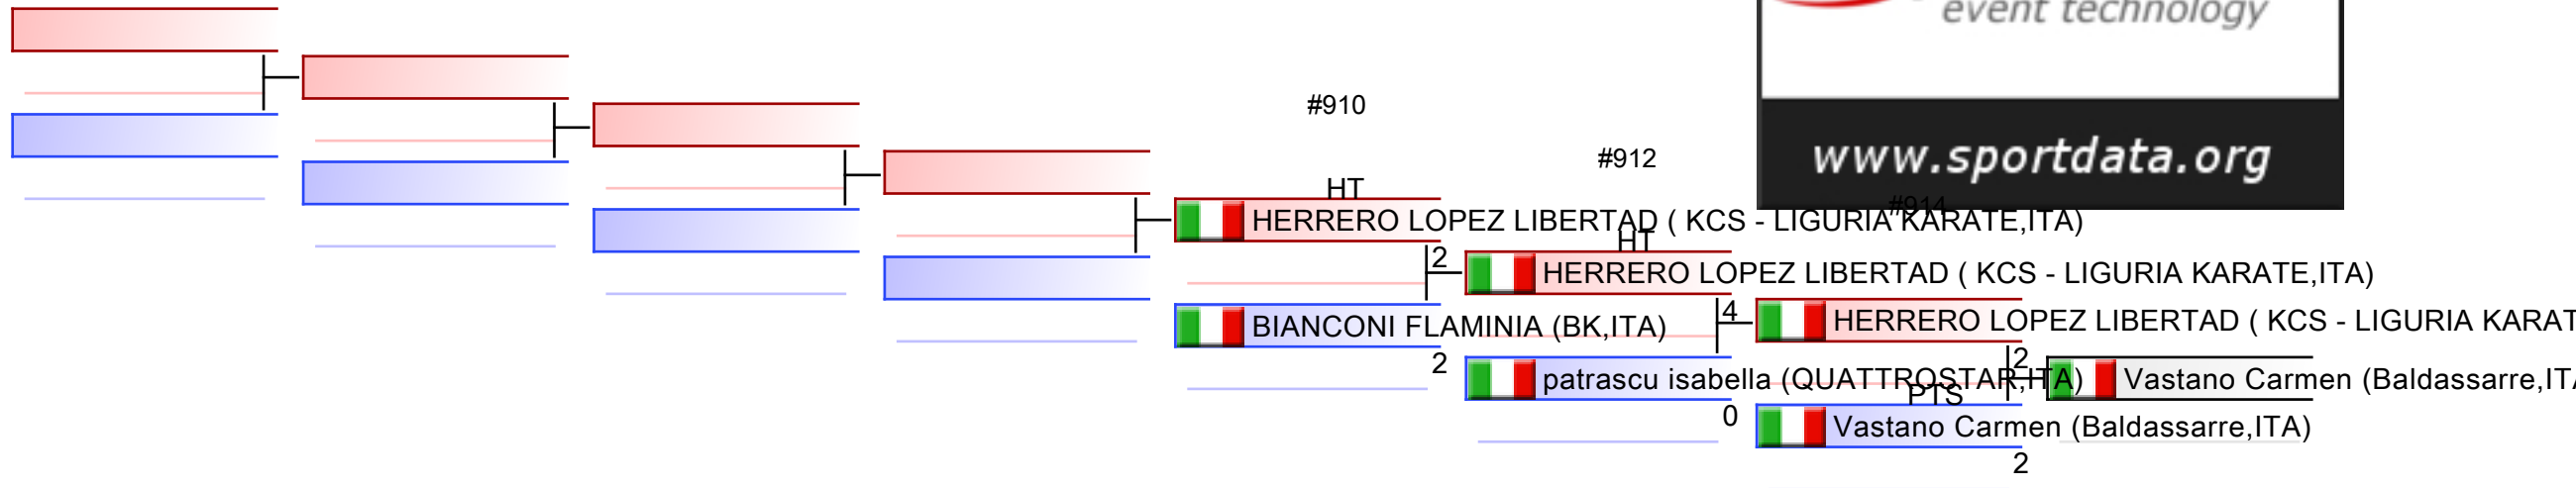 event technology
www.sportdata.org
#910
HT
HERRERO LOPEZ LIBERTAD ( KCS - LIGURIA KARATE,ITA)
2
BIANCONI FLAMINIA (BK,ITA)
2
#912
HT
HERRERO LOPEZ LIBERTAD ( KCS - LIGURIA KARATE,ITA)
4
patrascu isabella (QUATTROSTAR,ITA)
0
#914
PTS
HERRERO LOPEZ LIBERTAD ( KCS - LIGURIA KARAT
2
Vastano Carmen (Baldassarre,ITA)
2
Vastano Carmen (Baldassarre,ITA